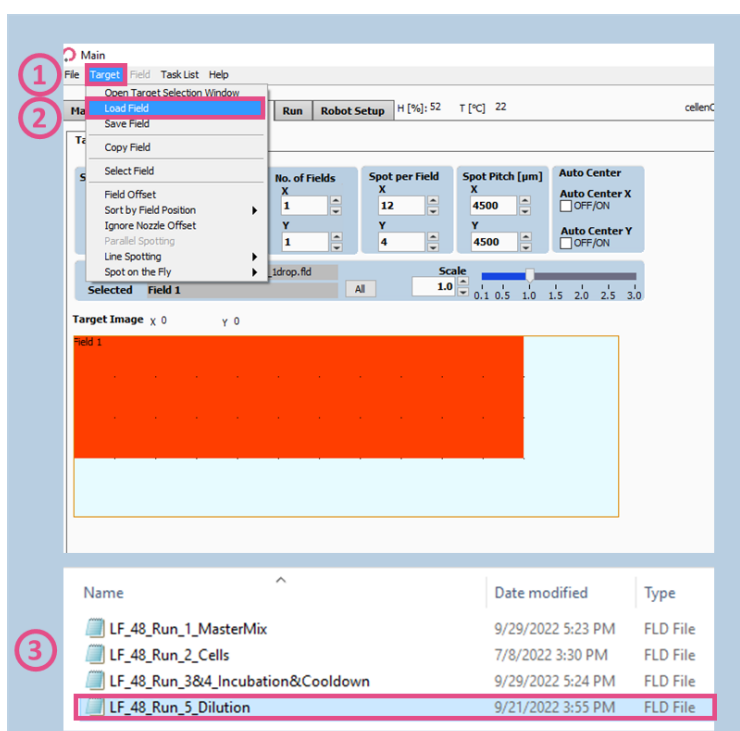 Main
1
File Target Field Task List Help
Open Target Selection Window
2
Load Field
Run Robot Setup H [%]: 52 T [°C] 22
Save Field
Copy Field
Select Field
Field Offset
Sort by Field Position
Ignore Nozzle Offset
Parallel Spotting
Line Spotting
Spot on the Fly
No. of Fields Spot per Field Spot Pitch [µm] Auto Center
X X X Auto Center X
1 12 4500 OFF/ON
Y Y Y Auto Center Y
1 4 4500 OFF/ON
_1drop.fld Scale
Selected Field 1 All 1.0 0.1 0.5 1.0 1.5 2.0 2.5 3.0
Target Image X 0 Y 0
Field 1
Name Date modified Type
LF_48_Run_1_MasterMix 9/29/2022 5:23 PM FLD File
3
LF_48_Run_2_Cells 7/8/2022 3:30 PM FLD File
LF_48_Run_3&4_Incubation&Cooldown 9/29/2022 5:24 PM FLD File
LF_48_Run_5_Dilution 9/21/2022 3:55 PM FLD File